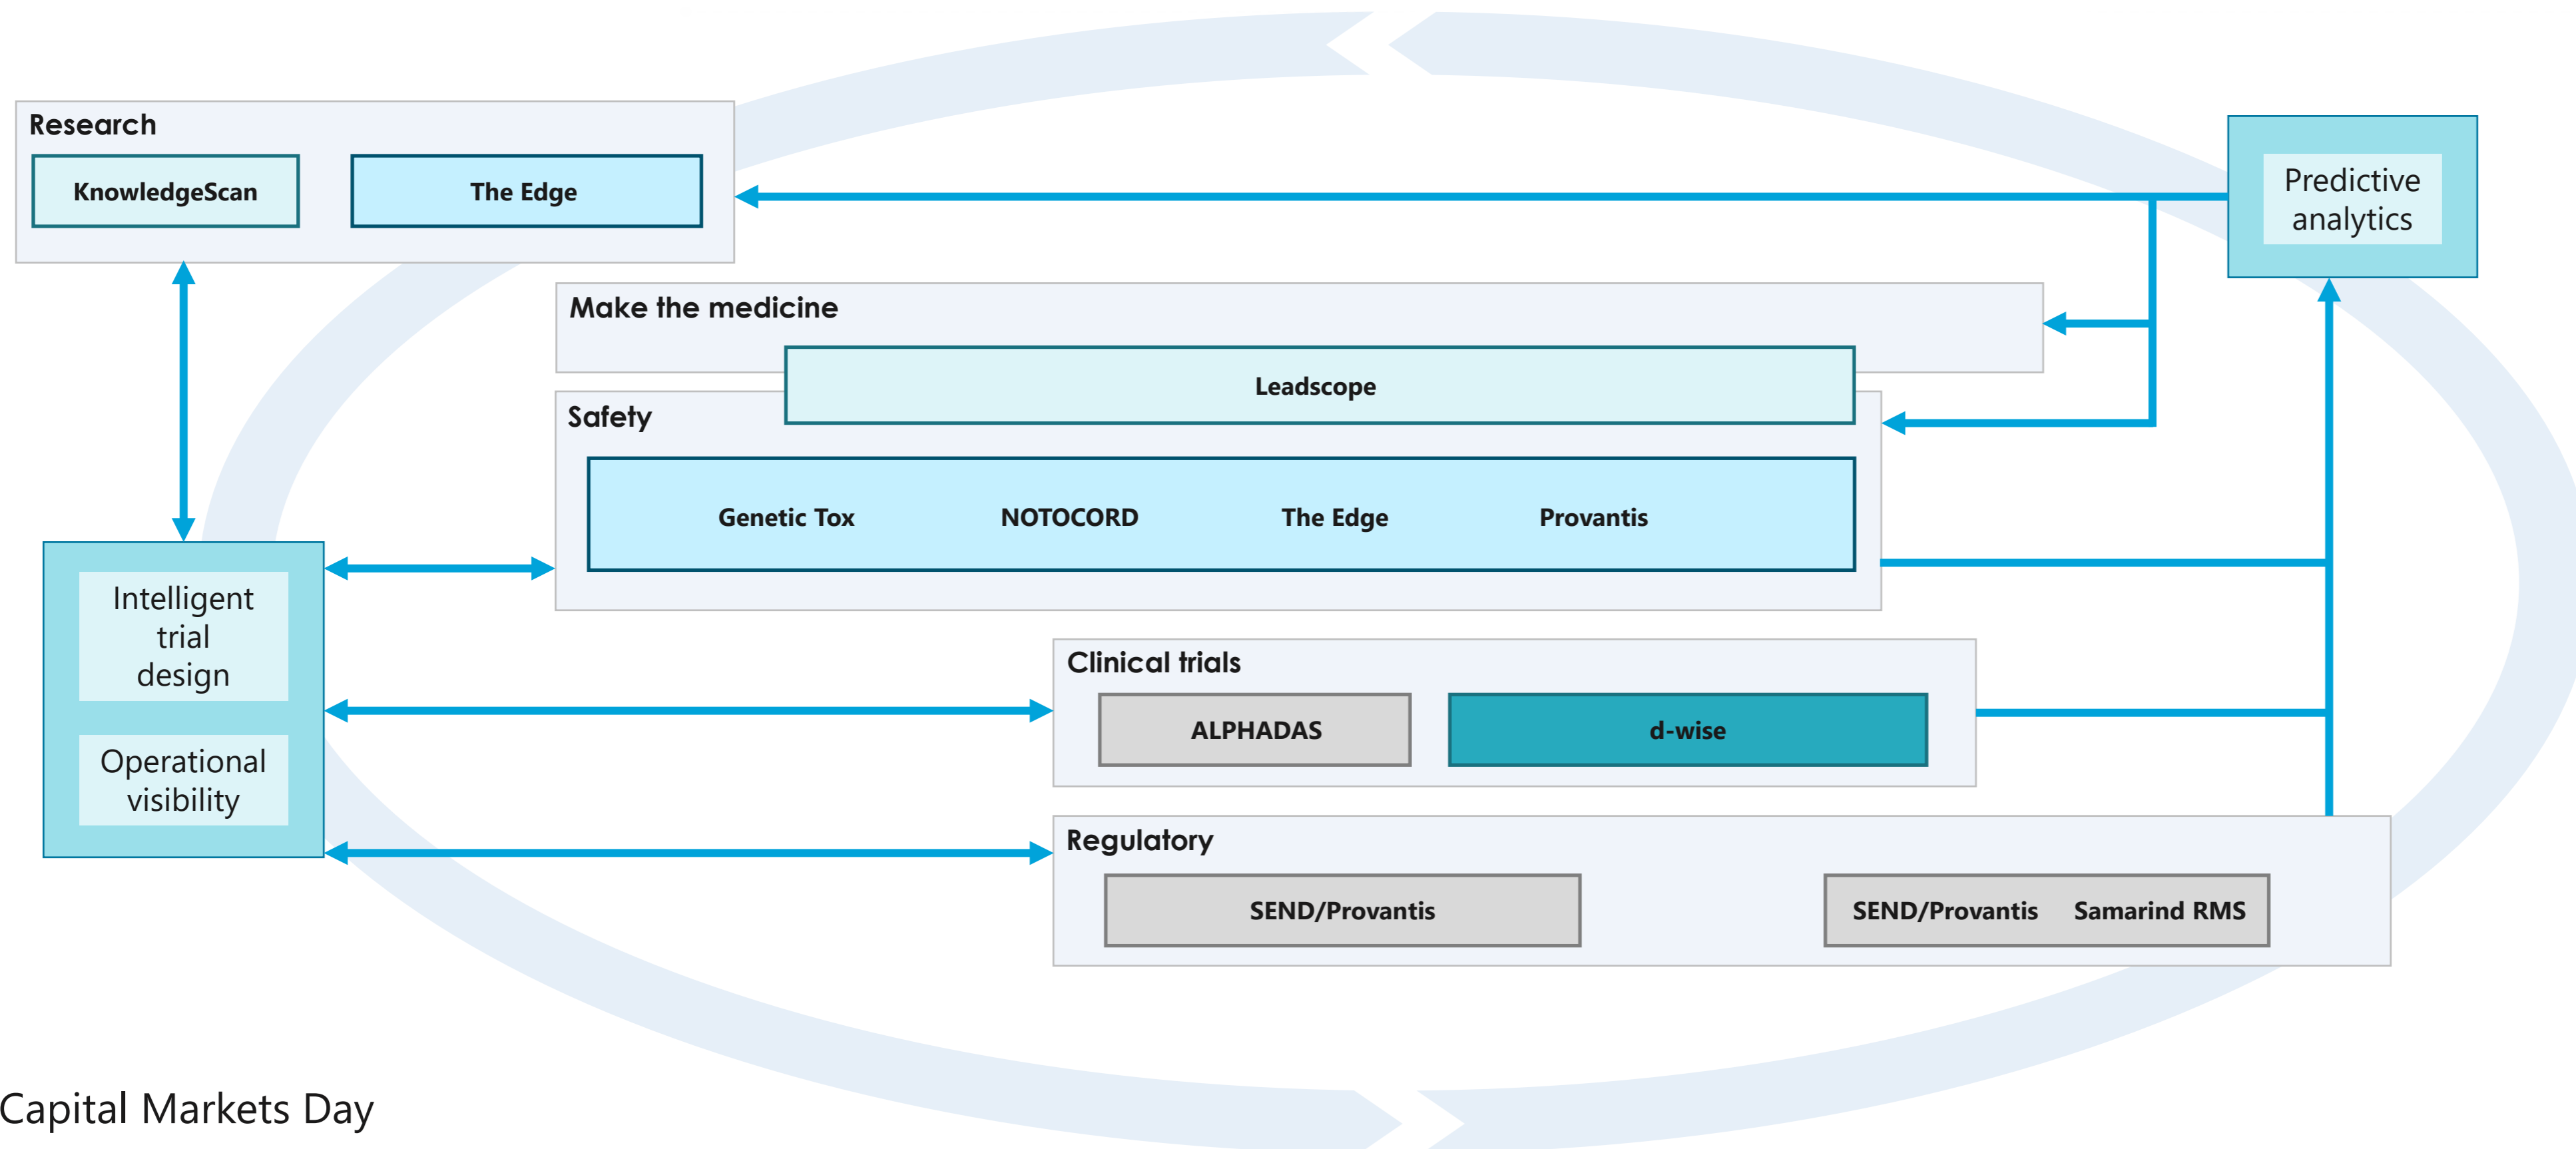 Research
KnowledgeScan
The Edge
Predictive
analytics
Make the medicine
Leadscope
Safety
Genetic Tox
NOTOCORD
The Edge
Provantis
Intelligent
trial
design
Operational
visibility
Clinical trials
ALPHADAS
d-wise
Regulatory
SEND/Provantis
SEND/Provantis
Samarind RMS
Capital Markets Day